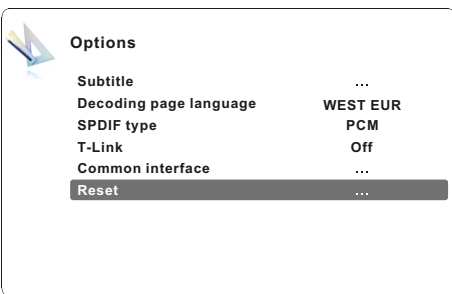 Options
Subtitle ...
Decoding page language WEST EUR
SPDIF type PCM
T-Link Off
Common interface ...
Reset ...